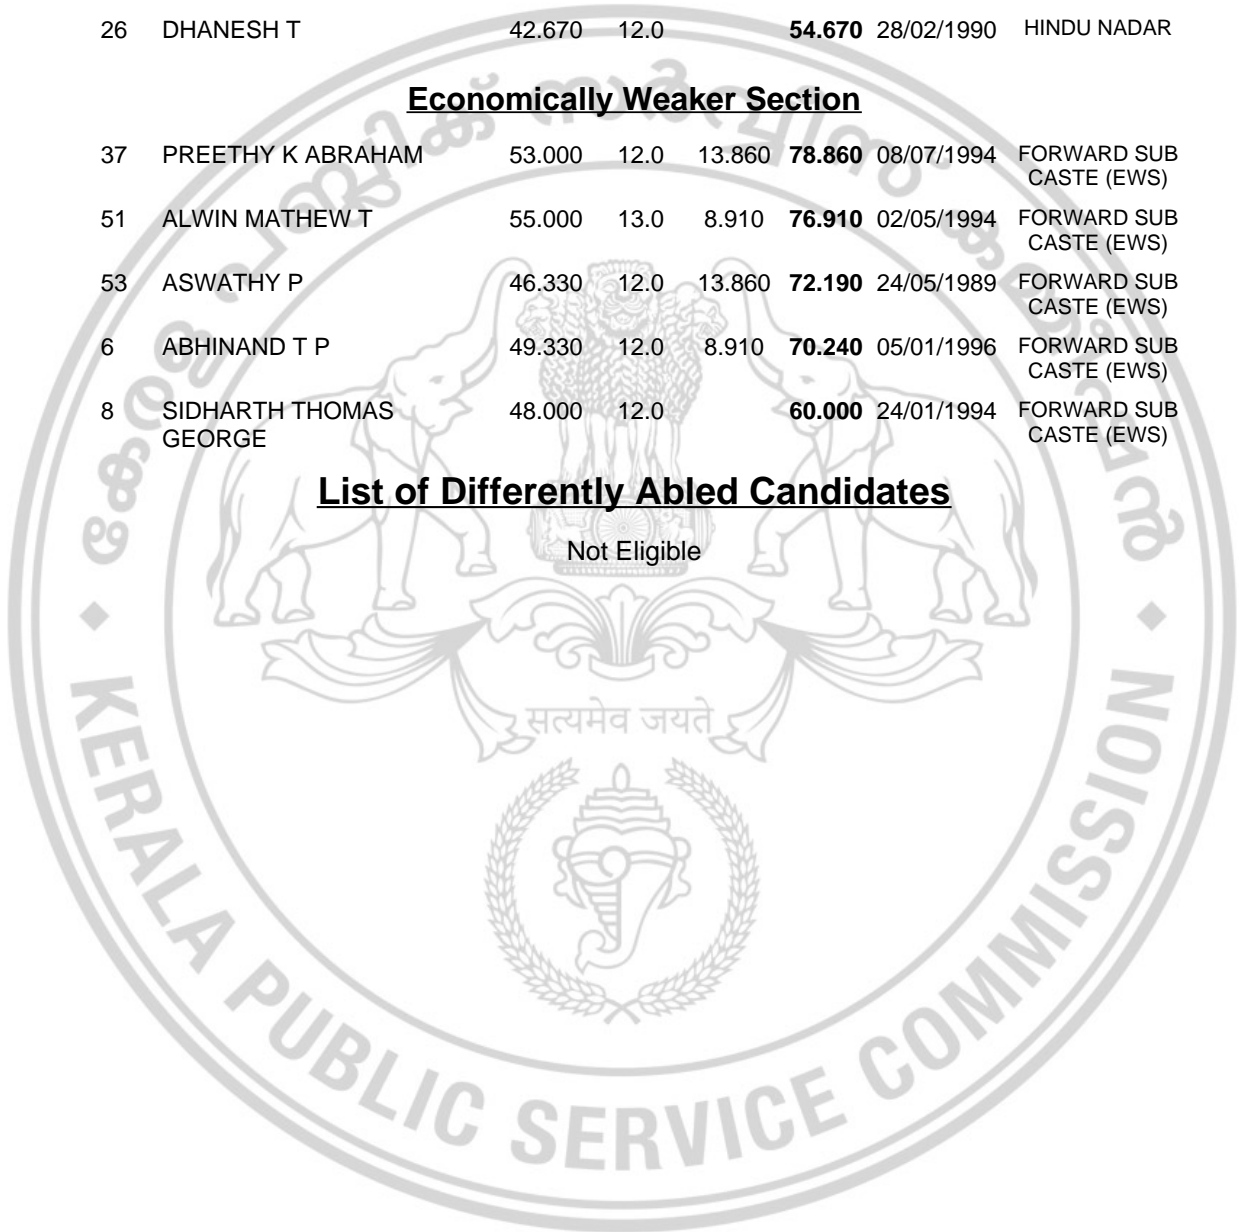 26 DHANESH T 42.670 12.0 54.670 28/02/1990 HINDU NADAR
Economically Weaker Section
37 PREETHY K ABRAHAM 53.000 12.0 13.860 78.860 08/07/1994 FORWARD SUB
CASTE (EWS)
51 ALWIN MATHEW T 55.000 13.0 8.910 76.910 02/05/1994 FORWARD SUB
CASTE (EWS)
53 ASWATHY P 46.330 12.0 13.860 72.190 24/05/1989 FORWARD SUB
CASTE (EWS)
6 ABHINAND T P 49.330 12.0 8.910 70.240 05/01/1996 FORWARD SUB
CASTE (EWS)
8 SIDHARTH THOMAS 48.000 12.0 60.000 24/01/1994 FORWARD SUB
GEORGE CASTE (EWS)
List of Differently Abled Candidates
Not Eligible
കേരള പബ്ലിക് സർവ്വീസ് കമ്മീഷൻ
सत्यमेव जयते
KERALA PUBLIC SERVICE COMMISSION